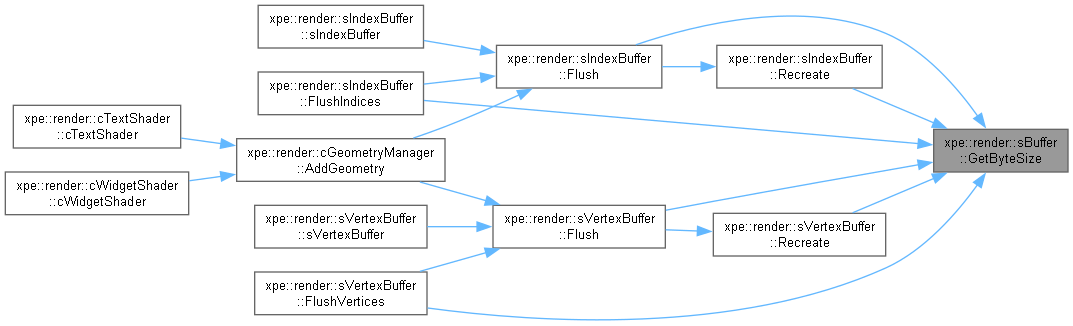 xpe::render::sIndexBuffer
::sIndexBuffer
xpe::render::sIndexBuffer
::Flush
xpe::render::sIndexBuffer
::Recreate
xpe::render::sIndexBuffer
::FlushIndices
xpe::render::cTextShader
::cTextShader
xpe::render::cGeometryManager
::AddGeometry
xpe::render::sBuffer
::GetByteSize
xpe::render::cWidgetShader
::cWidgetShader
xpe::render::sVertexBuffer
::sVertexBuffer
xpe::render::sVertexBuffer
::Flush
xpe::render::sVertexBuffer
::Recreate
xpe::render::sVertexBuffer
::FlushVertices